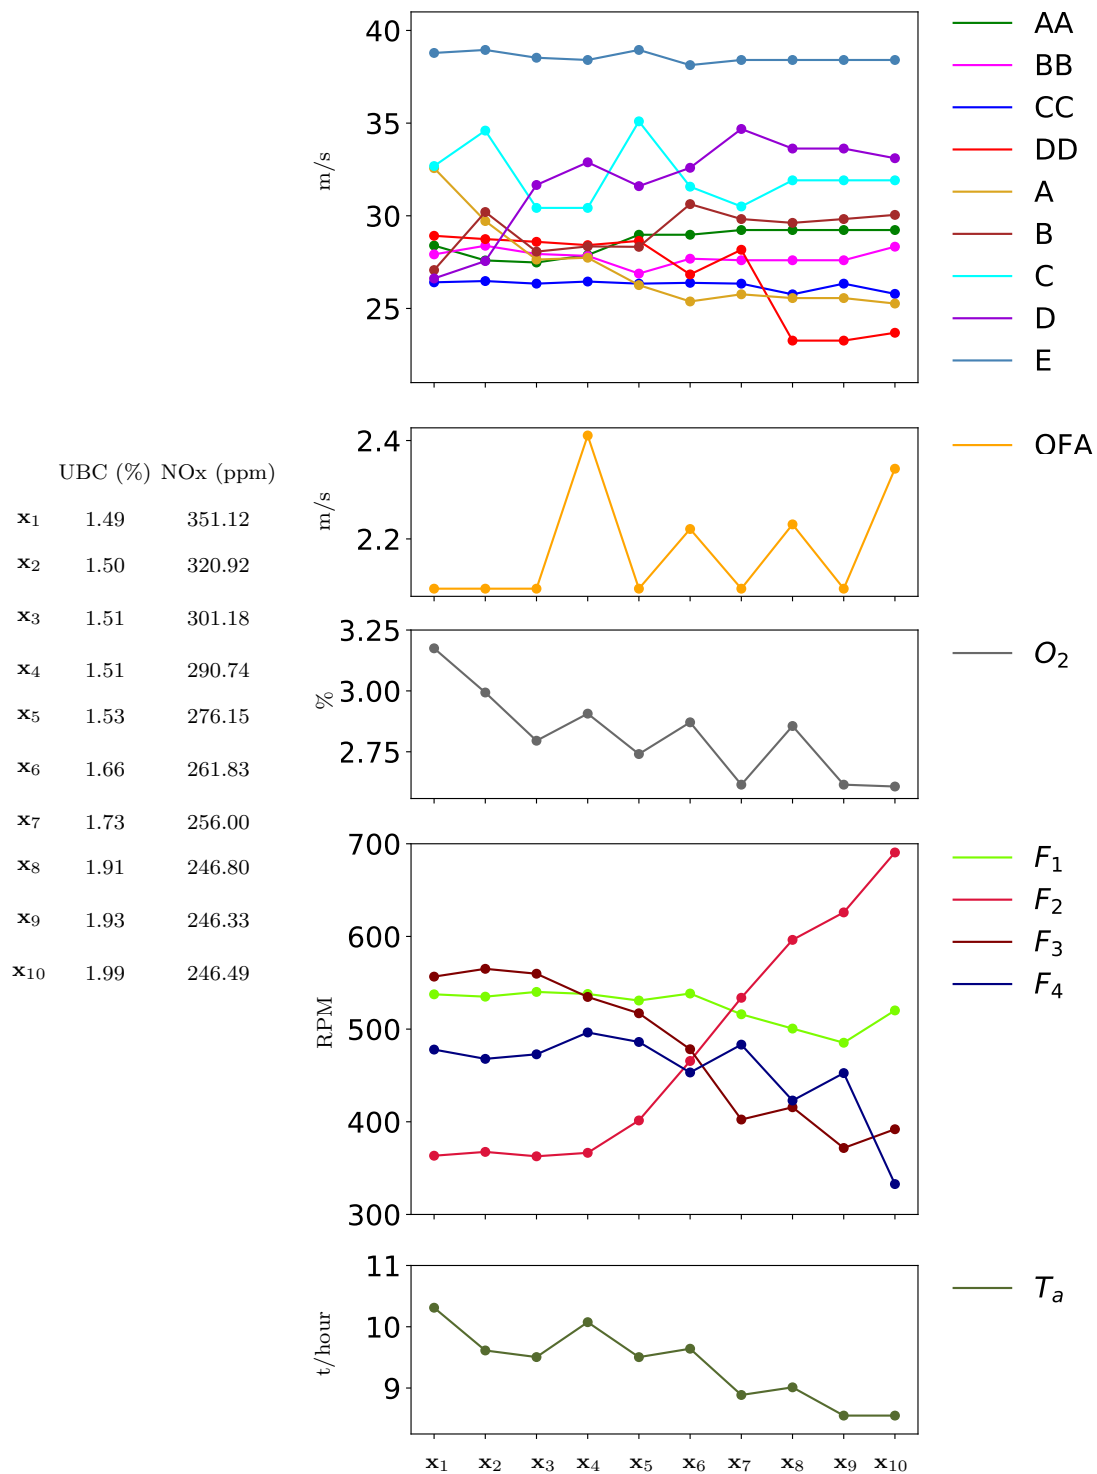 40
35
30
25
m/s
AA
BB
CC
DD
A
B
C
D
E
2.4
2.2
m/s
OFA
UBC (%) NOx (ppm)
x₁ 1.49 351.12
x₂ 1.50 320.92
x₃ 1.51 301.18
x₄ 1.51 290.74
x₅ 1.53 276.15
x₆ 1.66 261.83
x₇ 1.73 256.00
x₈ 1.91 246.80
x₉ 1.93 246.33
x₁₀ 1.99 246.49
3.25
3.00
2.75
%
O₂
700
600
500
400
300
RPM
F₁
F₂
F₃
F₄
11
10
9
t/hour
Tₐ
x₁ x₂ x₃ x₄ x₅ x₆ x₇ x₈ x₉ x₁₀